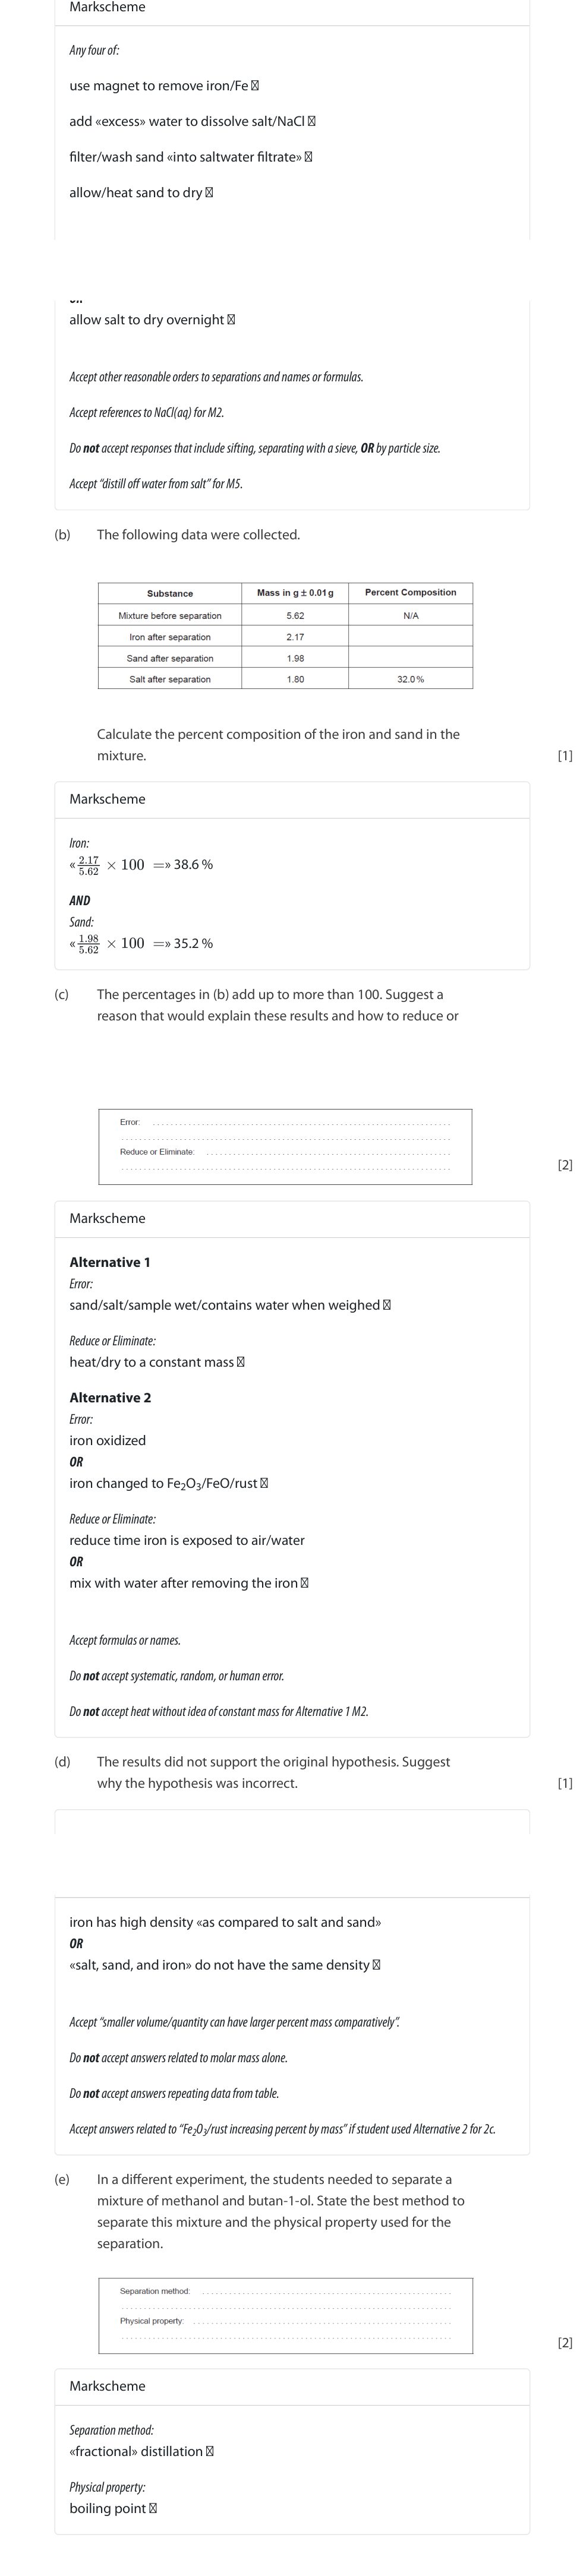 Markscheme
Any four of:
use magnet to remove iron/Fe
add «excess» water to dissolve salt/NaCl
filter/wash sand «into saltwater filtrate»
allow/heat sand to dry
allow salt to dry overnight
Accept other reasonable orders to separations and names or formulas.
Accept references to NaCl(aq) for M2.
Do not accept responses that include sifting, separating with a sieve, OR by particle size.
Accept “distill off water from salt” for M5.
(b) The following data were collected.
Substance Mass in g ± 0.01 g Percent Composition
Mixture before separation 5.62 N/A
Iron after separation 2.17
Sand after separation 1.98
Salt after separation 1.80 32.0 %
Calculate the percent composition of the iron and sand in the
mixture. [1]
Markscheme
Iron:
« 2.17/5.62 × 100 =» 38.6 %
AND
Sand:
« 1.98/5.62 × 100 =» 35.2 %
(c) The percentages in (b) add up to more than 100. Suggest a
reason that would explain these results and how to reduce or
Error:
Reduce or Eliminate:
[2]
Markscheme
Alternative 1
Error:
sand/salt/sample wet/contains water when weighed
Reduce or Eliminate:
heat/dry to a constant mass
Alternative 2
Error:
iron oxidized
OR
iron changed to Fe₂O₃/FeO/rust
Reduce or Eliminate:
reduce time iron is exposed to air/water
OR
mix with water after removing the iron
Accept formulas or names.
Do not accept systematic, random, or human error.
Do not accept heat without idea of constant mass for Alternative 1 M2.
(d) The results did not support the original hypothesis. Suggest
why the hypothesis was incorrect. [1]
iron has high density «as compared to salt and sand»
OR
«salt, sand, and iron» do not have the same density
Accept “smaller volume/quantity can have larger percent mass comparatively”.
Do not accept answers related to molar mass alone.
Do not accept answers repeating data from table.
Accept answers related to “Fe₂O₃/rust increasing percent by mass” if student used Alternative 2 for 2c.
(e) In a different experiment, the students needed to separate a
mixture of methanol and butan-1-ol. State the best method to
separate this mixture and the physical property used for the
separation.
Separation method:
Physical property:
[2]
Markscheme
Separation method:
«fractional» distillation
Physical property:
boiling point